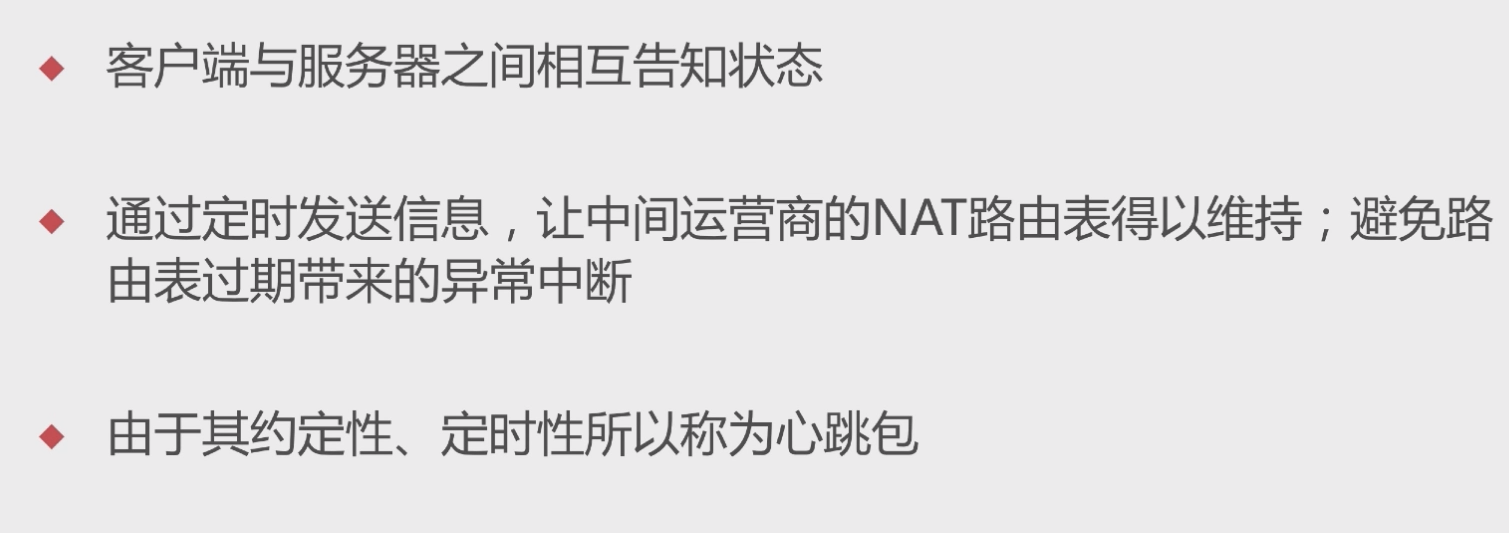 客户端与服务器之间相互告知状态
通过定时发送信息，让中间运营商的NAT路由表得以维持；避免路
由表过期带来的异常中断
由于其约定性、定时性所以称为心跳包